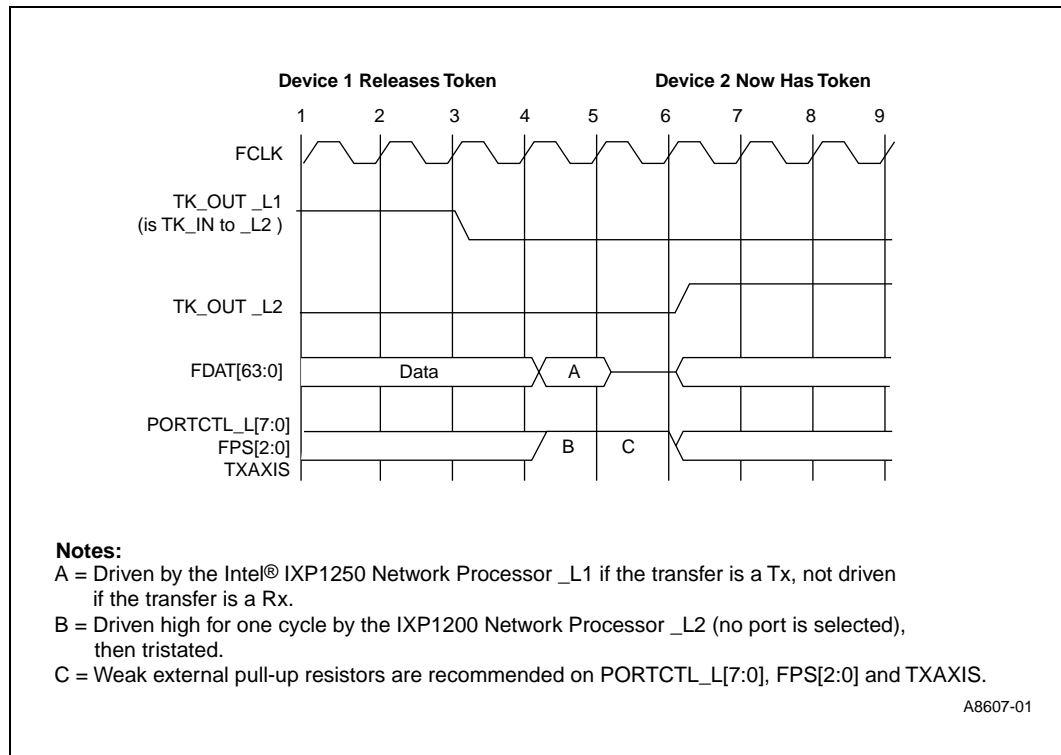 Device 1 Releases Token Device 2 Now Has Token
1 2 3 4 5 6 7 8 9
FCLK
TK_OUT _L1
(is TK_IN to _L2 )
TK_OUT _L2
FDAT[63:0] Data A
PORTCTL_L[7:0]
FPS[2:0] B C
TXAXIS
Notes:
A = Driven by the Intel® IXP1250 Network Processor _L1 if the transfer is a Tx, not driven
if the transfer is a Rx.
B = Driven high for one cycle by the IXP1200 Network Processor _L2 (no port is selected),
then tristated.
C = Weak external pull-up resistors are recommended on PORTCTL_L[7:0], FPS[2:0] and TXAXIS.
A8607-01